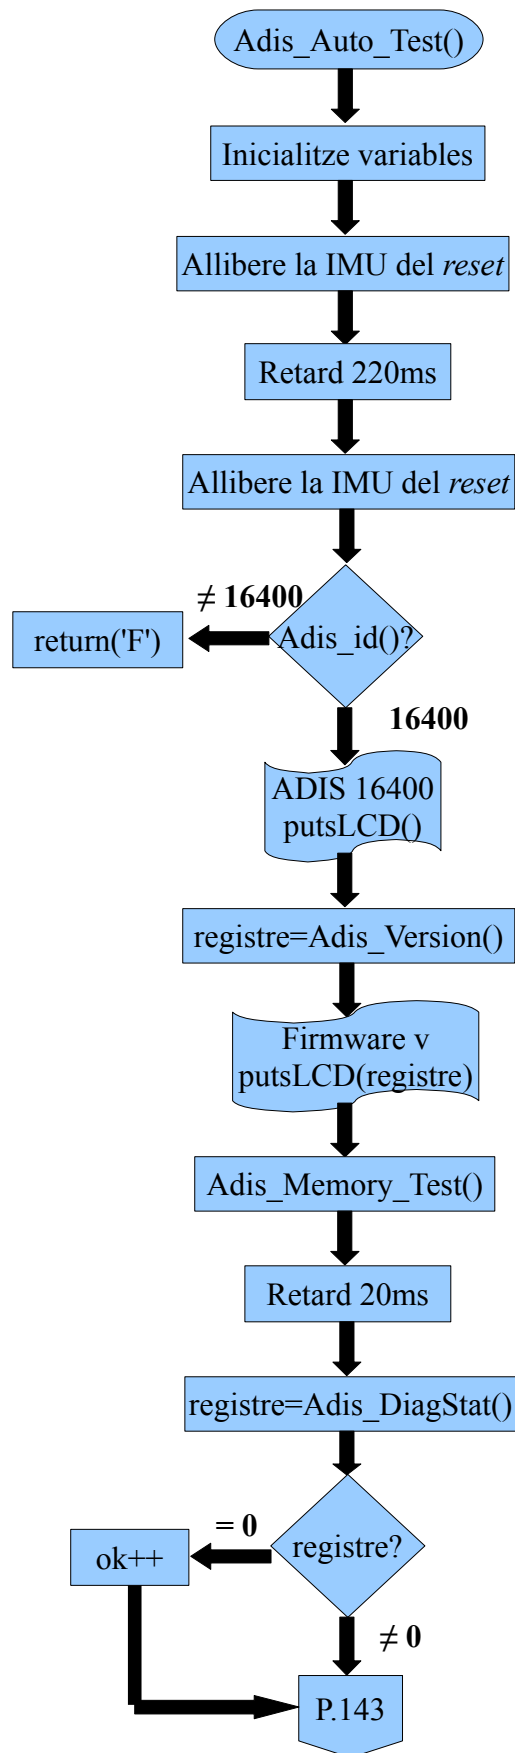 Adis_Auto_Test()
Inicialitze variables
Allibere la IMU del reset
Retard 220ms
Allibere la IMU del reset
≠ 16400
Adis_id()?
return('F')
16400
ADIS 16400
putsLCD()
registre=Adis_Version()
Firmware v
putsLCD(registre)
Adis_Memory_Test()
Retard 20ms
registre=Adis_DiagStat()
= 0
registre?
ok++
≠ 0
P.143